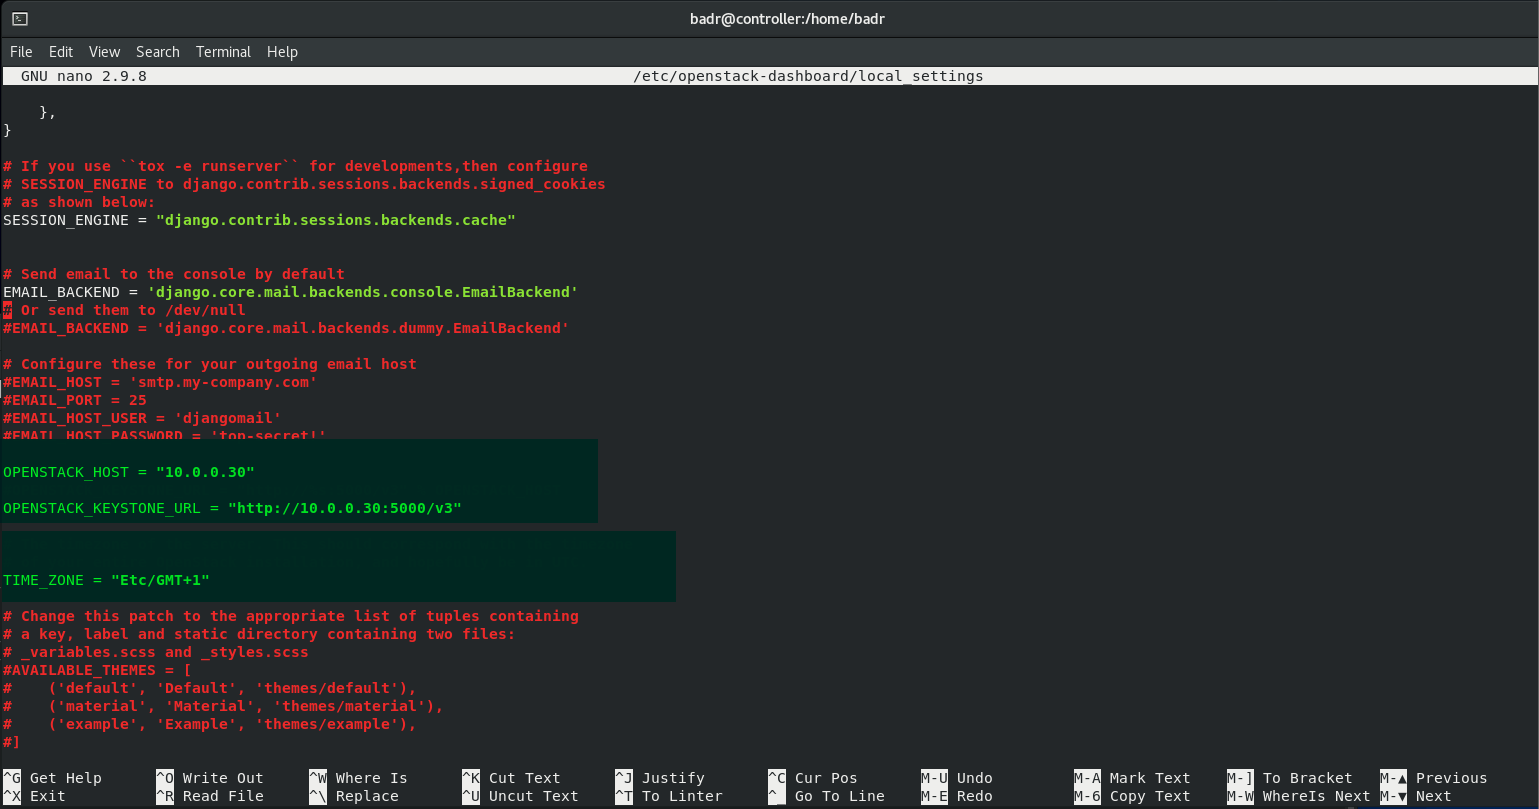 badr@controller:/home/badr
File Edit View Search Terminal Help
GNU nano 2.9.8 /etc/openstack-dashboard/local_settings
},
}
# If you use ``tox -e runserver`` for developments,then configure
# SESSION_ENGINE to django.contrib.sessions.backends.signed_cookies
# as shown below:
SESSION_ENGINE = "django.contrib.sessions.backends.cache"
# Send email to the console by default
EMAIL_BACKEND = 'django.core.mail.backends.console.EmailBackend'
# Or send them to /dev/null
#EMAIL_BACKEND = 'django.core.mail.backends.dummy.EmailBackend'
# Configure these for your outgoing email host
#EMAIL_HOST = 'smtp.my-company.com'
#EMAIL_PORT = 25
#EMAIL_HOST_USER = 'djangomail'
#EMAIL_HOST_PASSWORD = 'top-secret!'
OPENSTACK_HOST = "10.0.0.30"
OPENSTACK_KEYSTONE_URL = "http://10.0.0.30:5000/v3"
TIME_ZONE = "Etc/GMT+1"
# Change this patch to the appropriate list of tuples containing
# a key, label and static directory containing two files:
# _variables.scss and _styles.scss
#AVAILABLE_THEMES = [
#    ('default', 'Default', 'themes/default'),
#    ('material', 'Material', 'themes/material'),
#    ('example', 'Example', 'themes/example'),
#]
^G Get Help ^O Write Out ^W Where Is ^K Cut Text ^J Justify ^C Cur Pos M-U Undo M-A Mark Text M-] To Bracket M-▲ Previous
^X Exit ^R Read File ^\ Replace ^U Uncut Text ^T To Linter ^_ Go To Line M-E Redo M-6 Copy Text M-W WhereIs Next M-▼ Next